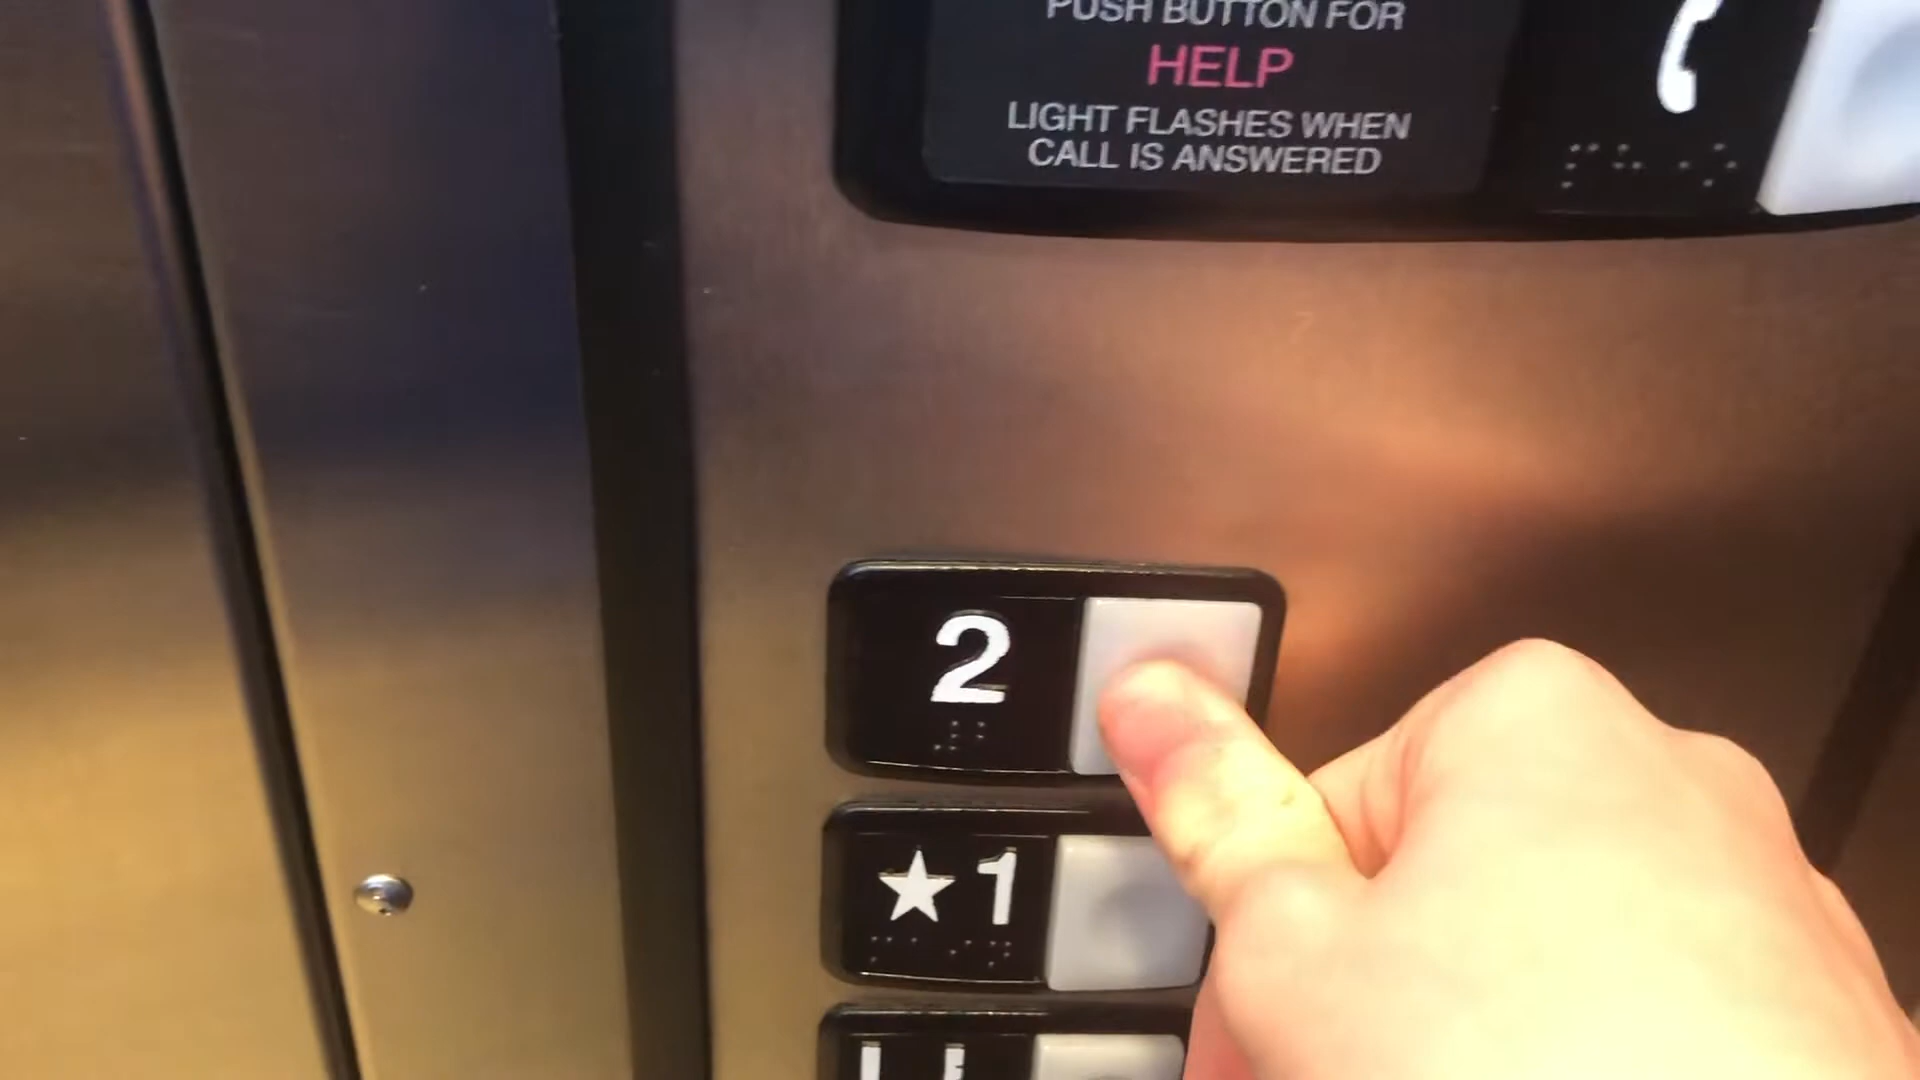 PUSH BUTTON FOR
HELP
LIGHT FLASHES WHEN
CALL IS ANSWERED
2
★1